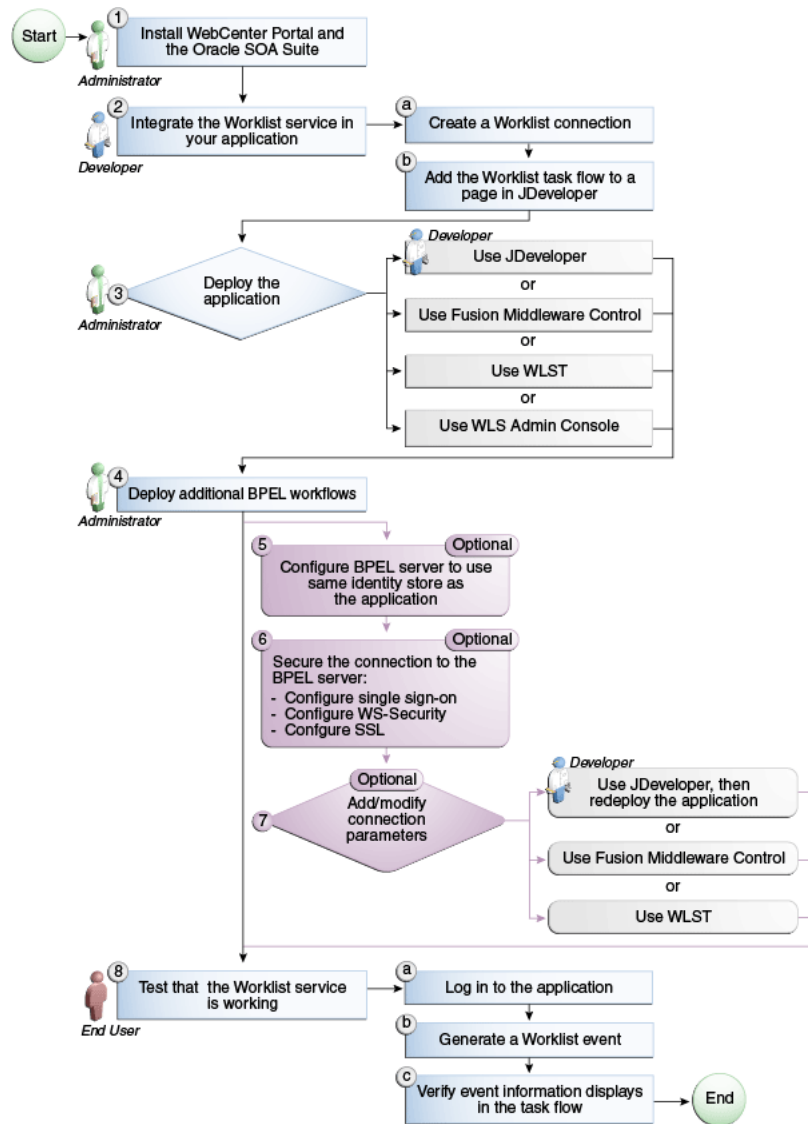 Start
1
Install WebCenter Portal and
the Oracle SOA Suite
Administrator
2
Integrate the Worklist service in
your application
Developer
a
Create a Worklist connection
b
Add the Worklist task flow to a
page in JDeveloper
3
Deploy the
application
Administrator
Developer
Use JDeveloper
or
Use Fusion Middleware Control
or
Use WLST
or
Use WLS Admin Console
4
Deploy additional BPEL workflows
Administrator
5
Optional
Configure BPEL server to use
same identity store as
the application
6
Optional
Secure the connection to the
BPEL server:
- Configure single sign-on
- Configure WS-Security
- Confgure SSL
Optional
7
Add/modify
connection
parameters
Developer
Use JDeveloper, then
redeploy the application
or
Use Fusion Middleware Control
or
Use WLST
8
Test that the Worklist service
is working
End User
a
Log in to the application
b
Generate a Worklist event
c
Verify event information displays
in the task flow
End